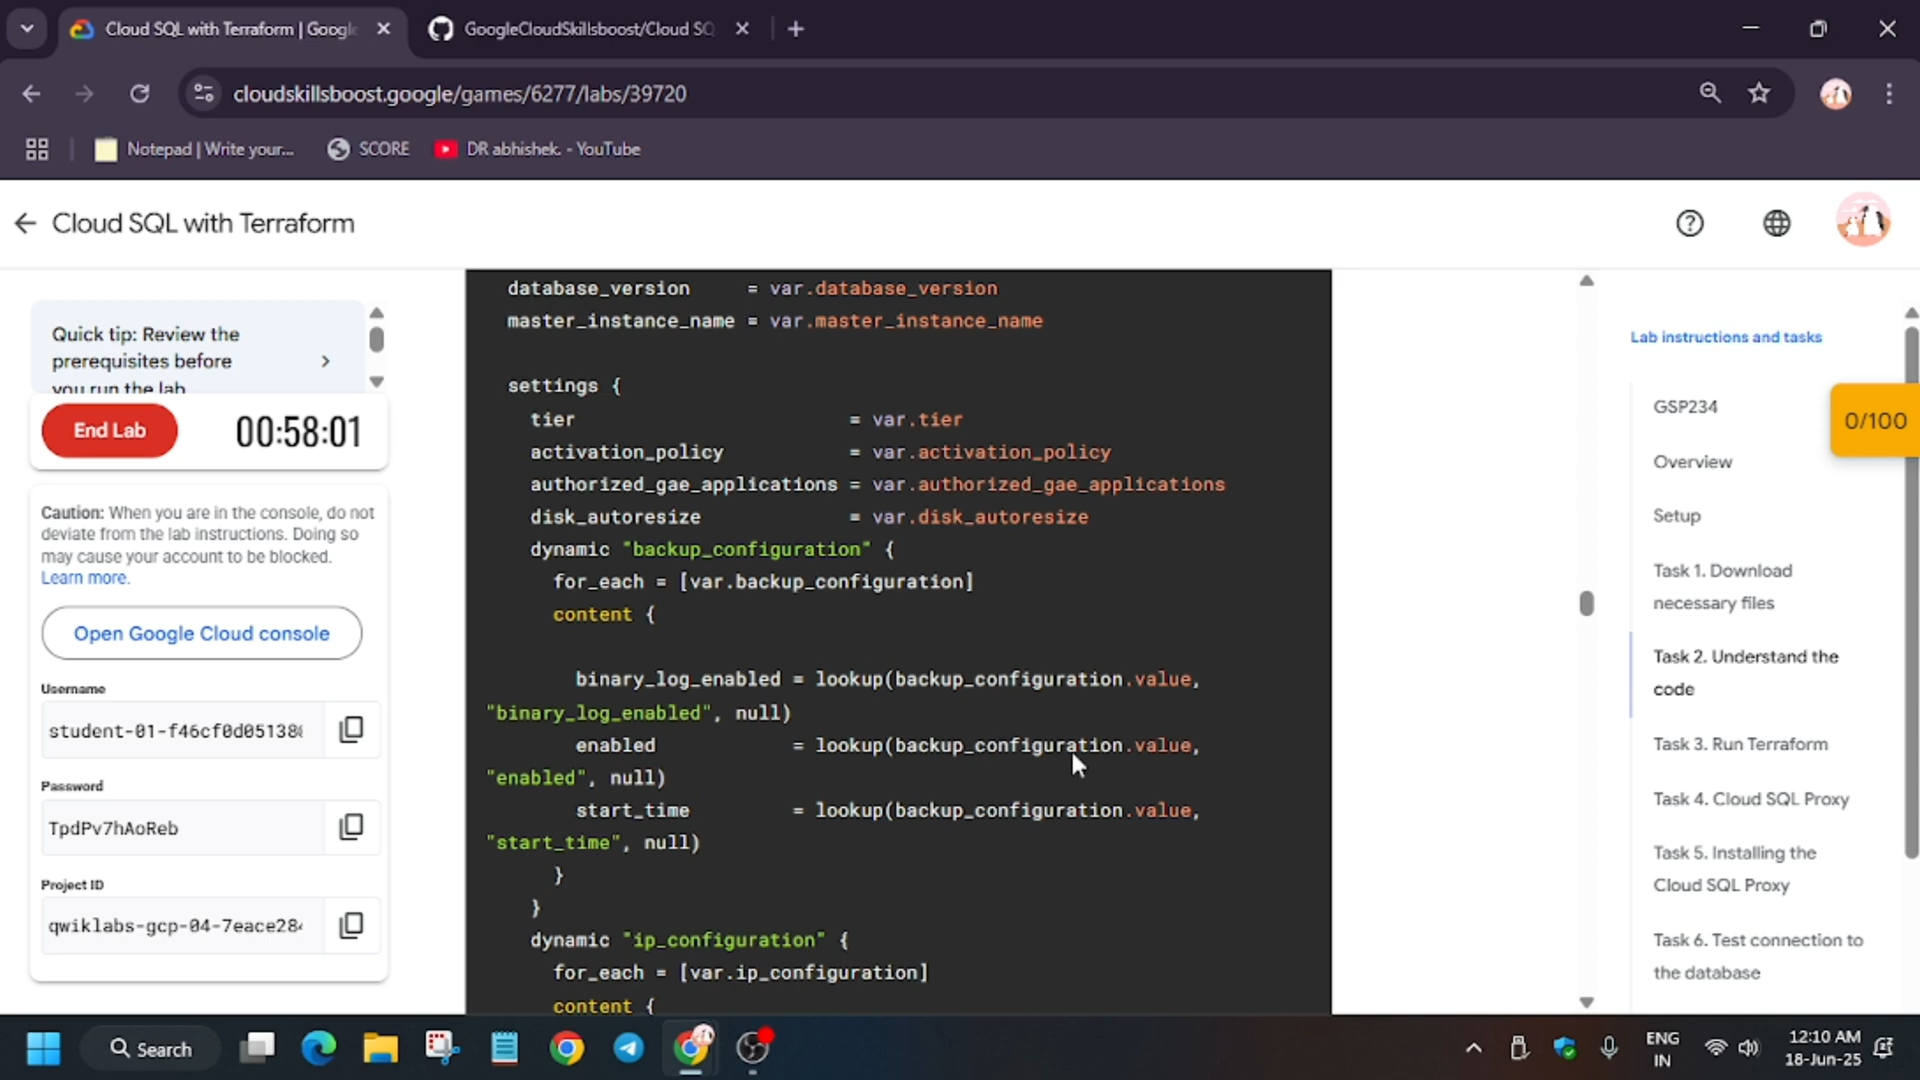 Cloud SQL with Terraform | Google
GoogleCloudSkillsboost/Cloud SQ
cloudskillsboost.google/games/6277/labs/39720
Notepad | Write your...
SCORE
DR abhishek. - YouTube
Cloud SQL with Terraform
Quick tip: Review the
prerequisites before
you run the lab
End Lab
00:58:01
Caution: When you are in the console, do not
deviate from the lab instructions. Doing so
may cause your account to be blocked.
Learn more.
Open Google Cloud console
Username
student-01-f46cf0d05138
Password
TpdPv7hAoReb
Project ID
qwiklabs-gcp-04-7eace28
database_version = var.database_version
master_instance_name = var.master_instance_name
settings {
tier = var.tier
activation_policy = var.activation_policy
authorized_gae_applications = var.authorized_gae_applications
disk_autoresize = var.disk_autoresize
dynamic "backup_configuration" {
for_each = [var.backup_configuration]
content {
binary_log_enabled = lookup(backup_configuration.value,
"binary_log_enabled", null)
enabled = lookup(backup_configuration.value,
"enabled", null)
start_time = lookup(backup_configuration.value,
"start_time", null)
}
}
dynamic "ip_configuration" {
for_each = [var.ip_configuration]
content {
Lab instructions and tasks
GSP234
0/100
Overview
Setup
Task 1. Download
necessary files
Task 2. Understand the
code
Task 3. Run Terraform
Task 4. Cloud SQL Proxy
Task 5. Installing the
Cloud SQL Proxy
Task 6. Test connection to
the database
Search
ENG
IN
12:10 AM
18-Jun-25